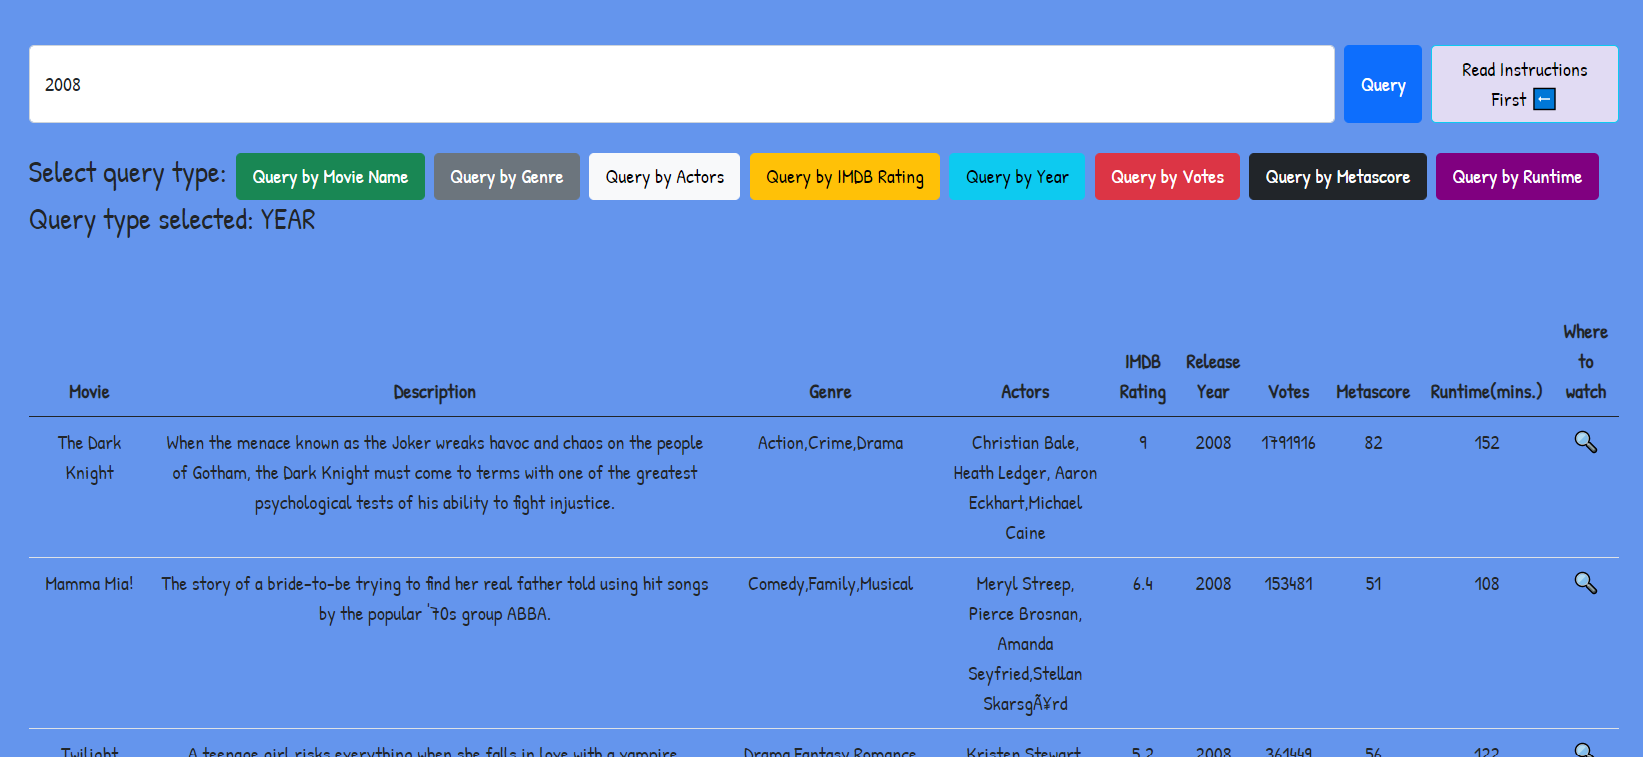 2008
Query
Read Instructions
First
Select query type:
Query by Movie Name
Query by Genre
Query by Actors
Query by IMDB Rating
Query by Year
Query by Votes
Query by Metascore
Query by Runtime
Query type selected: YEAR
Movie
Description
Genre
Actors
IMDB
Rating
Release
Year
Votes
Metascore
Runtime(mins.)
Where
to
watch
The Dark
Knight
When the menace known as the Joker wreaks havoc and chaos on the people
of Gotham, the Dark Knight must come to terms with one of the greatest
psychological tests of his ability to fight injustice.
Action,Crime,Drama
Christian Bale,
Heath Ledger, Aaron
Eckhart,Michael
Caine
9
2008
1791916
82
152
Mamma Mia!
The story of a bride-to-be trying to find her real father told using hit songs
by the popular '70s group ABBA.
Comedy,Family,Musical
Meryl Streep,
Pierce Brosnan,
Amanda
Seyfried,Stellan
SkarsgÃ¥rd
6.4
2008
153481
51
108
Twilight
A teenage girl risks everything when she falls in love with a vampire.
Drama,Fantasy,Romance
Kristen Stewart,
5.2
2008
361449
56
122